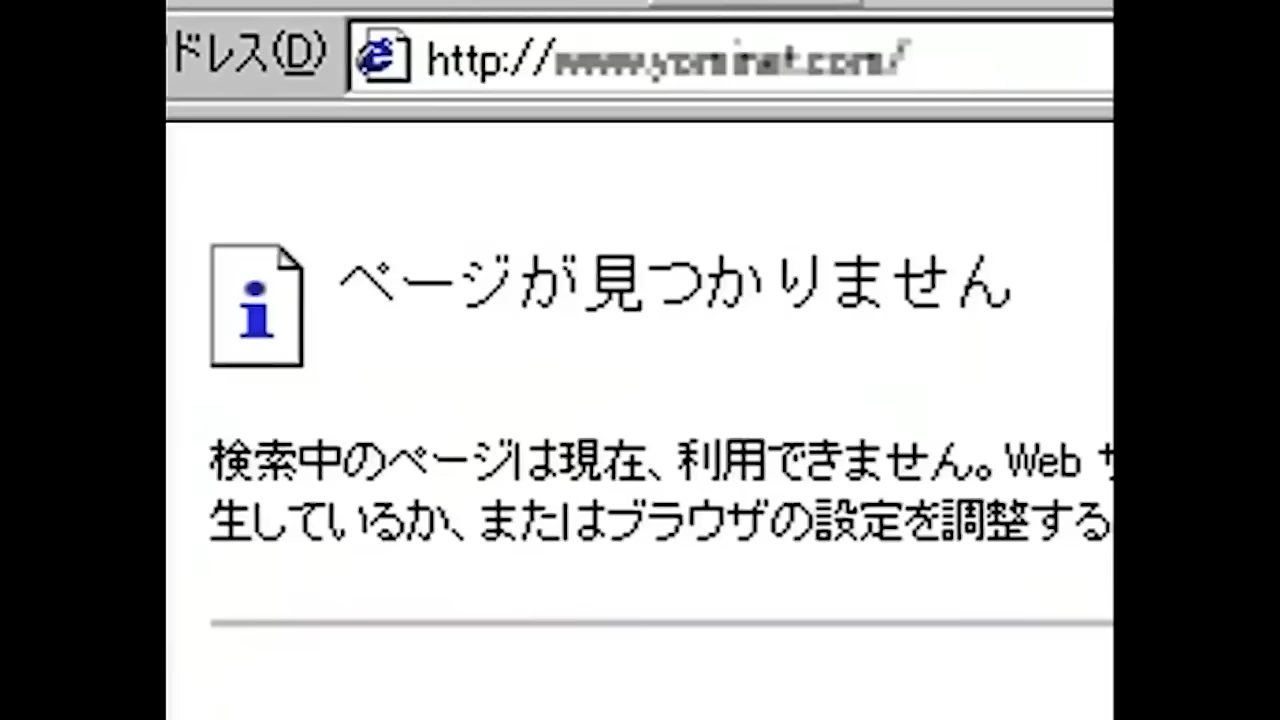 ドレス(D) http://
ページが見つかりません
検索中のページは現在、利用できません。Web サ
生しているか、またはブラウザの設定を調整する